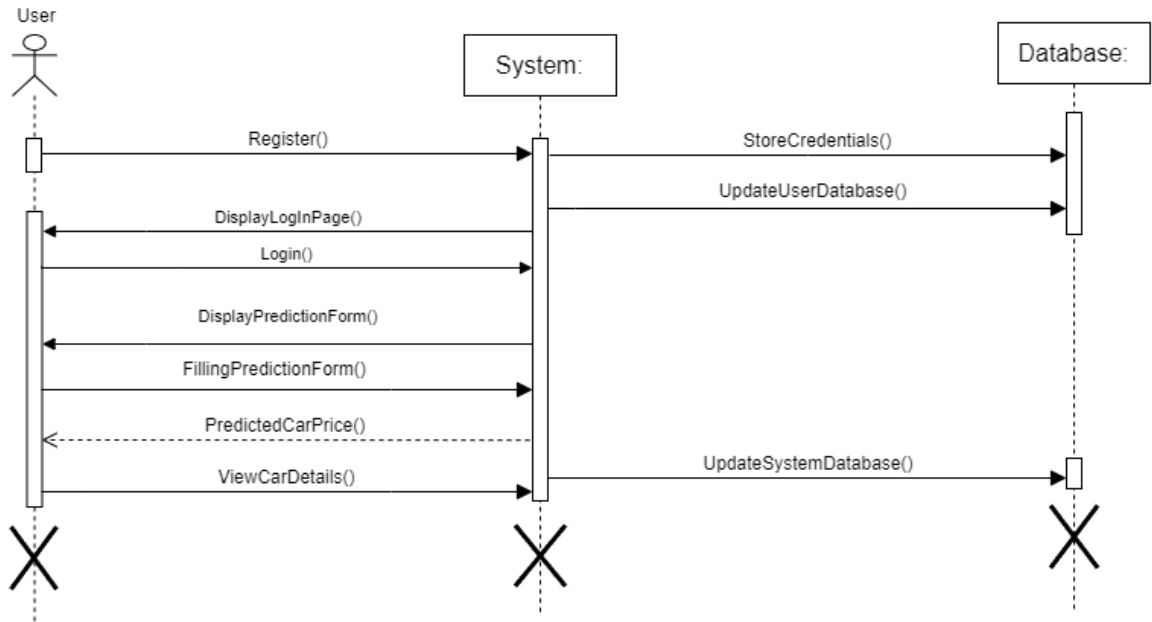 User
System:
Database:
Register()
StoreCredentials()
UpdateUserDatabase()
DisplayLogInPage()
Login()
DisplayPredictionForm()
FillingPredictionForm()
PredictedCarPrice()
ViewCarDetails()
UpdateSystemDatabase()